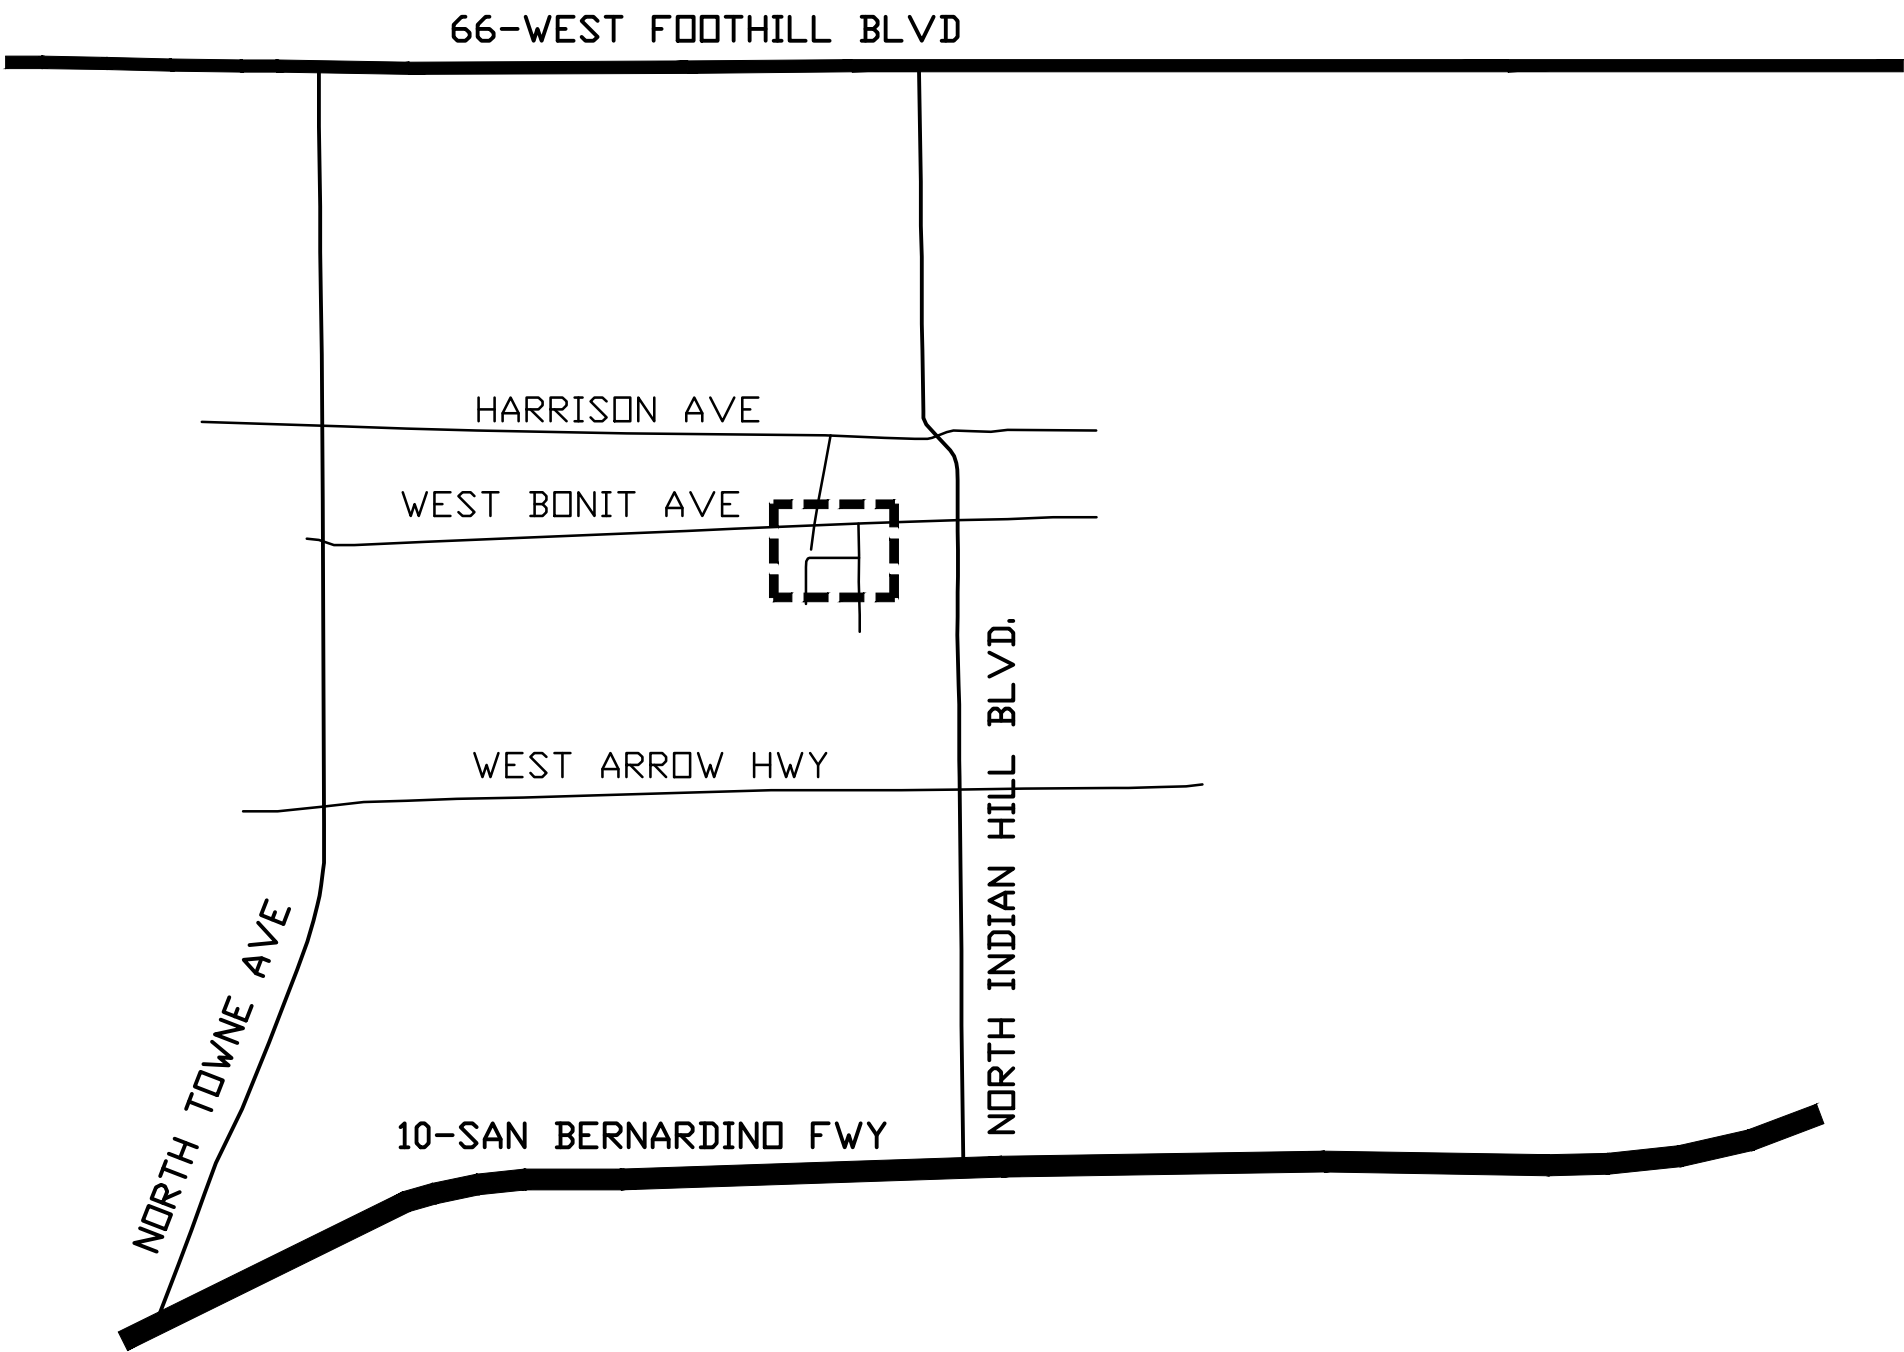 66-WEST FOOTHILL BLVD
HARRISON AVE
WEST BONIT AVE
WEST ARROW HWY
NORTH INDIAN HILL BLVD.
NORTH TOWNE AVE
10-SAN BERNARDINO FWY